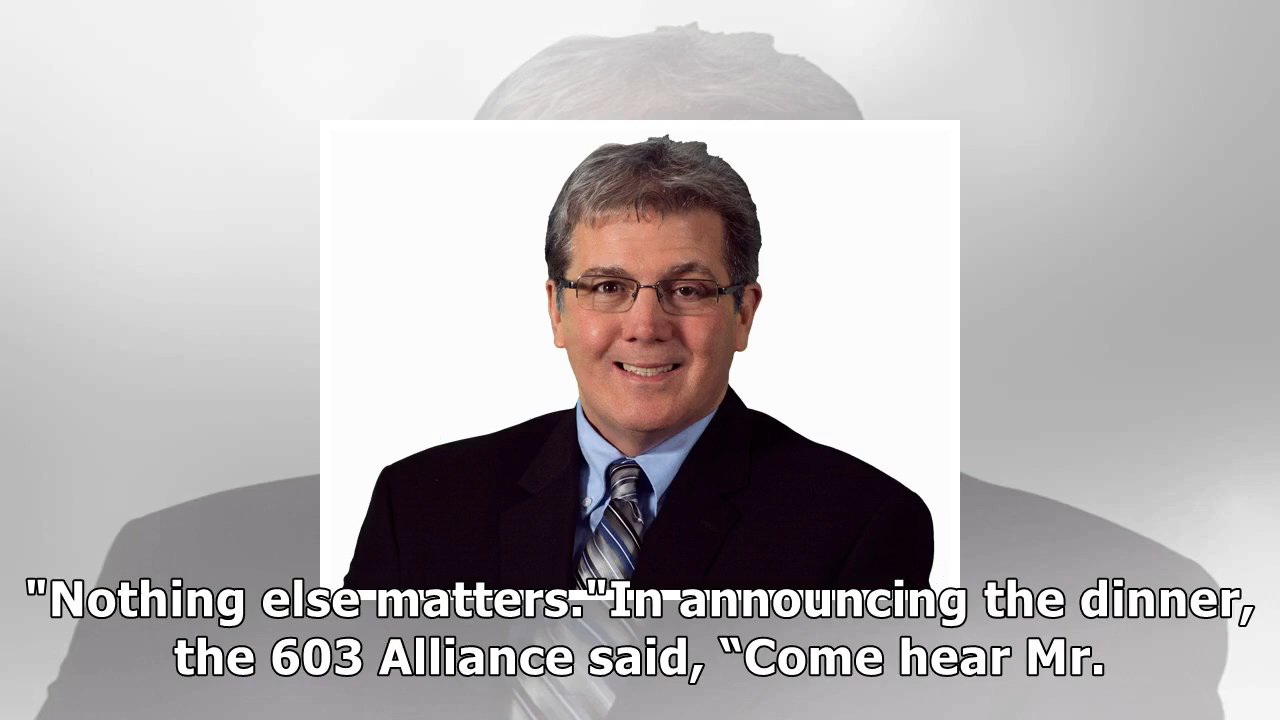 "Nothing else matters."In announcing the dinner,
the 603 Alliance said, “Come hear Mr.